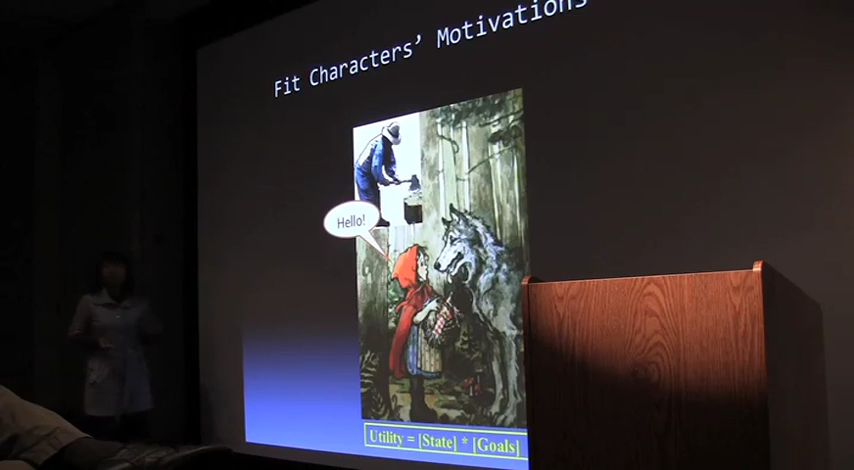 Fit Characters’ Motivations
Hello!
Utility = [State] * [Goals]